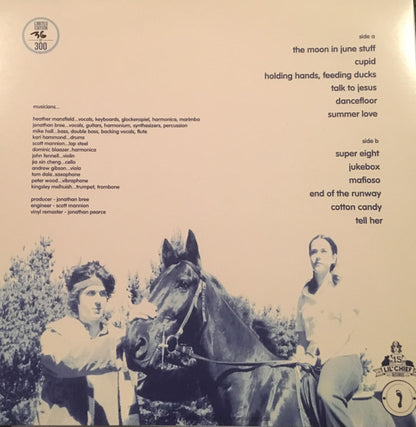 LIMITED
EDITION
36
300
side a
the moon in june stuff
cupid
holding hands, feeding ducks
talk to jesus
dancefloor
summer love
side b
super eight
jukebox
mafioso
end of the runway
cotton candy
tell her
musicians...
heather mansfield...vocals, keyboards, glockenspiel, harmonica, marimba
jonathan bree...vocals, guitars, harmonium, synthesizers, percussion
mike hall...bass, double bass, backing vocals, flute
karl hammond...drums
scott mannion...lap steel
dominic blaazer..harmonica
john fennell...violin
jia xin cheng...cello
andrew gibson...viola
tom dale..saxophone
peter wood...vibraphone
kingsley melhuish...trumpet, trombone
producer - jonathan bree
engineer - scott mannion
vinyl remaster - jonathan pearce
15
LIL' CHIEF
RECORDS